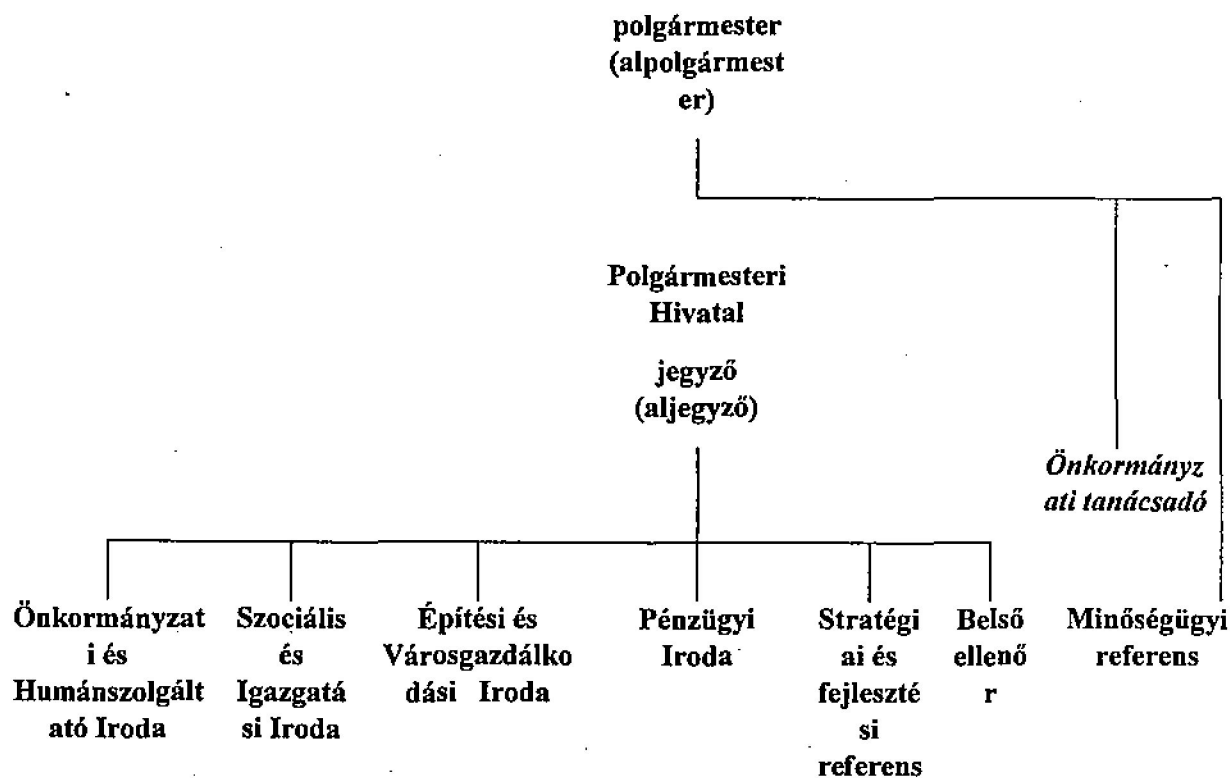 polgármester
(alpolgármest
er)
Polgármesteri
Hivatal
jegyző
(aljegyző)
Önkormányz
ati tanácsadó
Önkormányzat
i és
Humánszolgált
ató Iroda
Szociális
és
Igazgatá
si Iroda
Építési és
Városgazdálko
dási Iroda
Pénzügyi
Iroda
Stratégi
ai és
fejleszté
si
referens
Belső
ellenő
r
Minőségügyi
referens